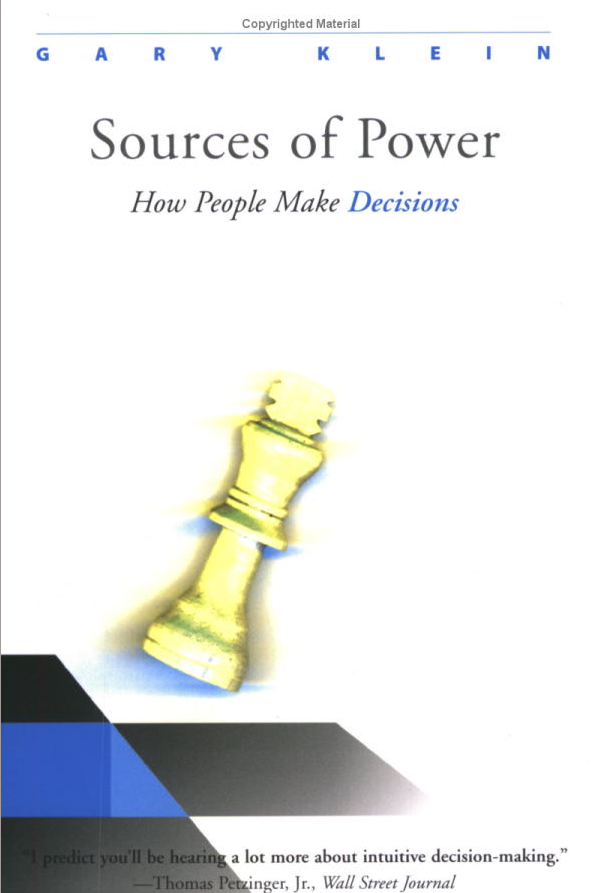 Copyrighted Material
GARY KLEIN
Sources of Power
How People Make Decisions
"I predict you'll be hearing a lot more about intuitive decision-making."
—Thomas Petzinger, Jr., Wall Street Journal